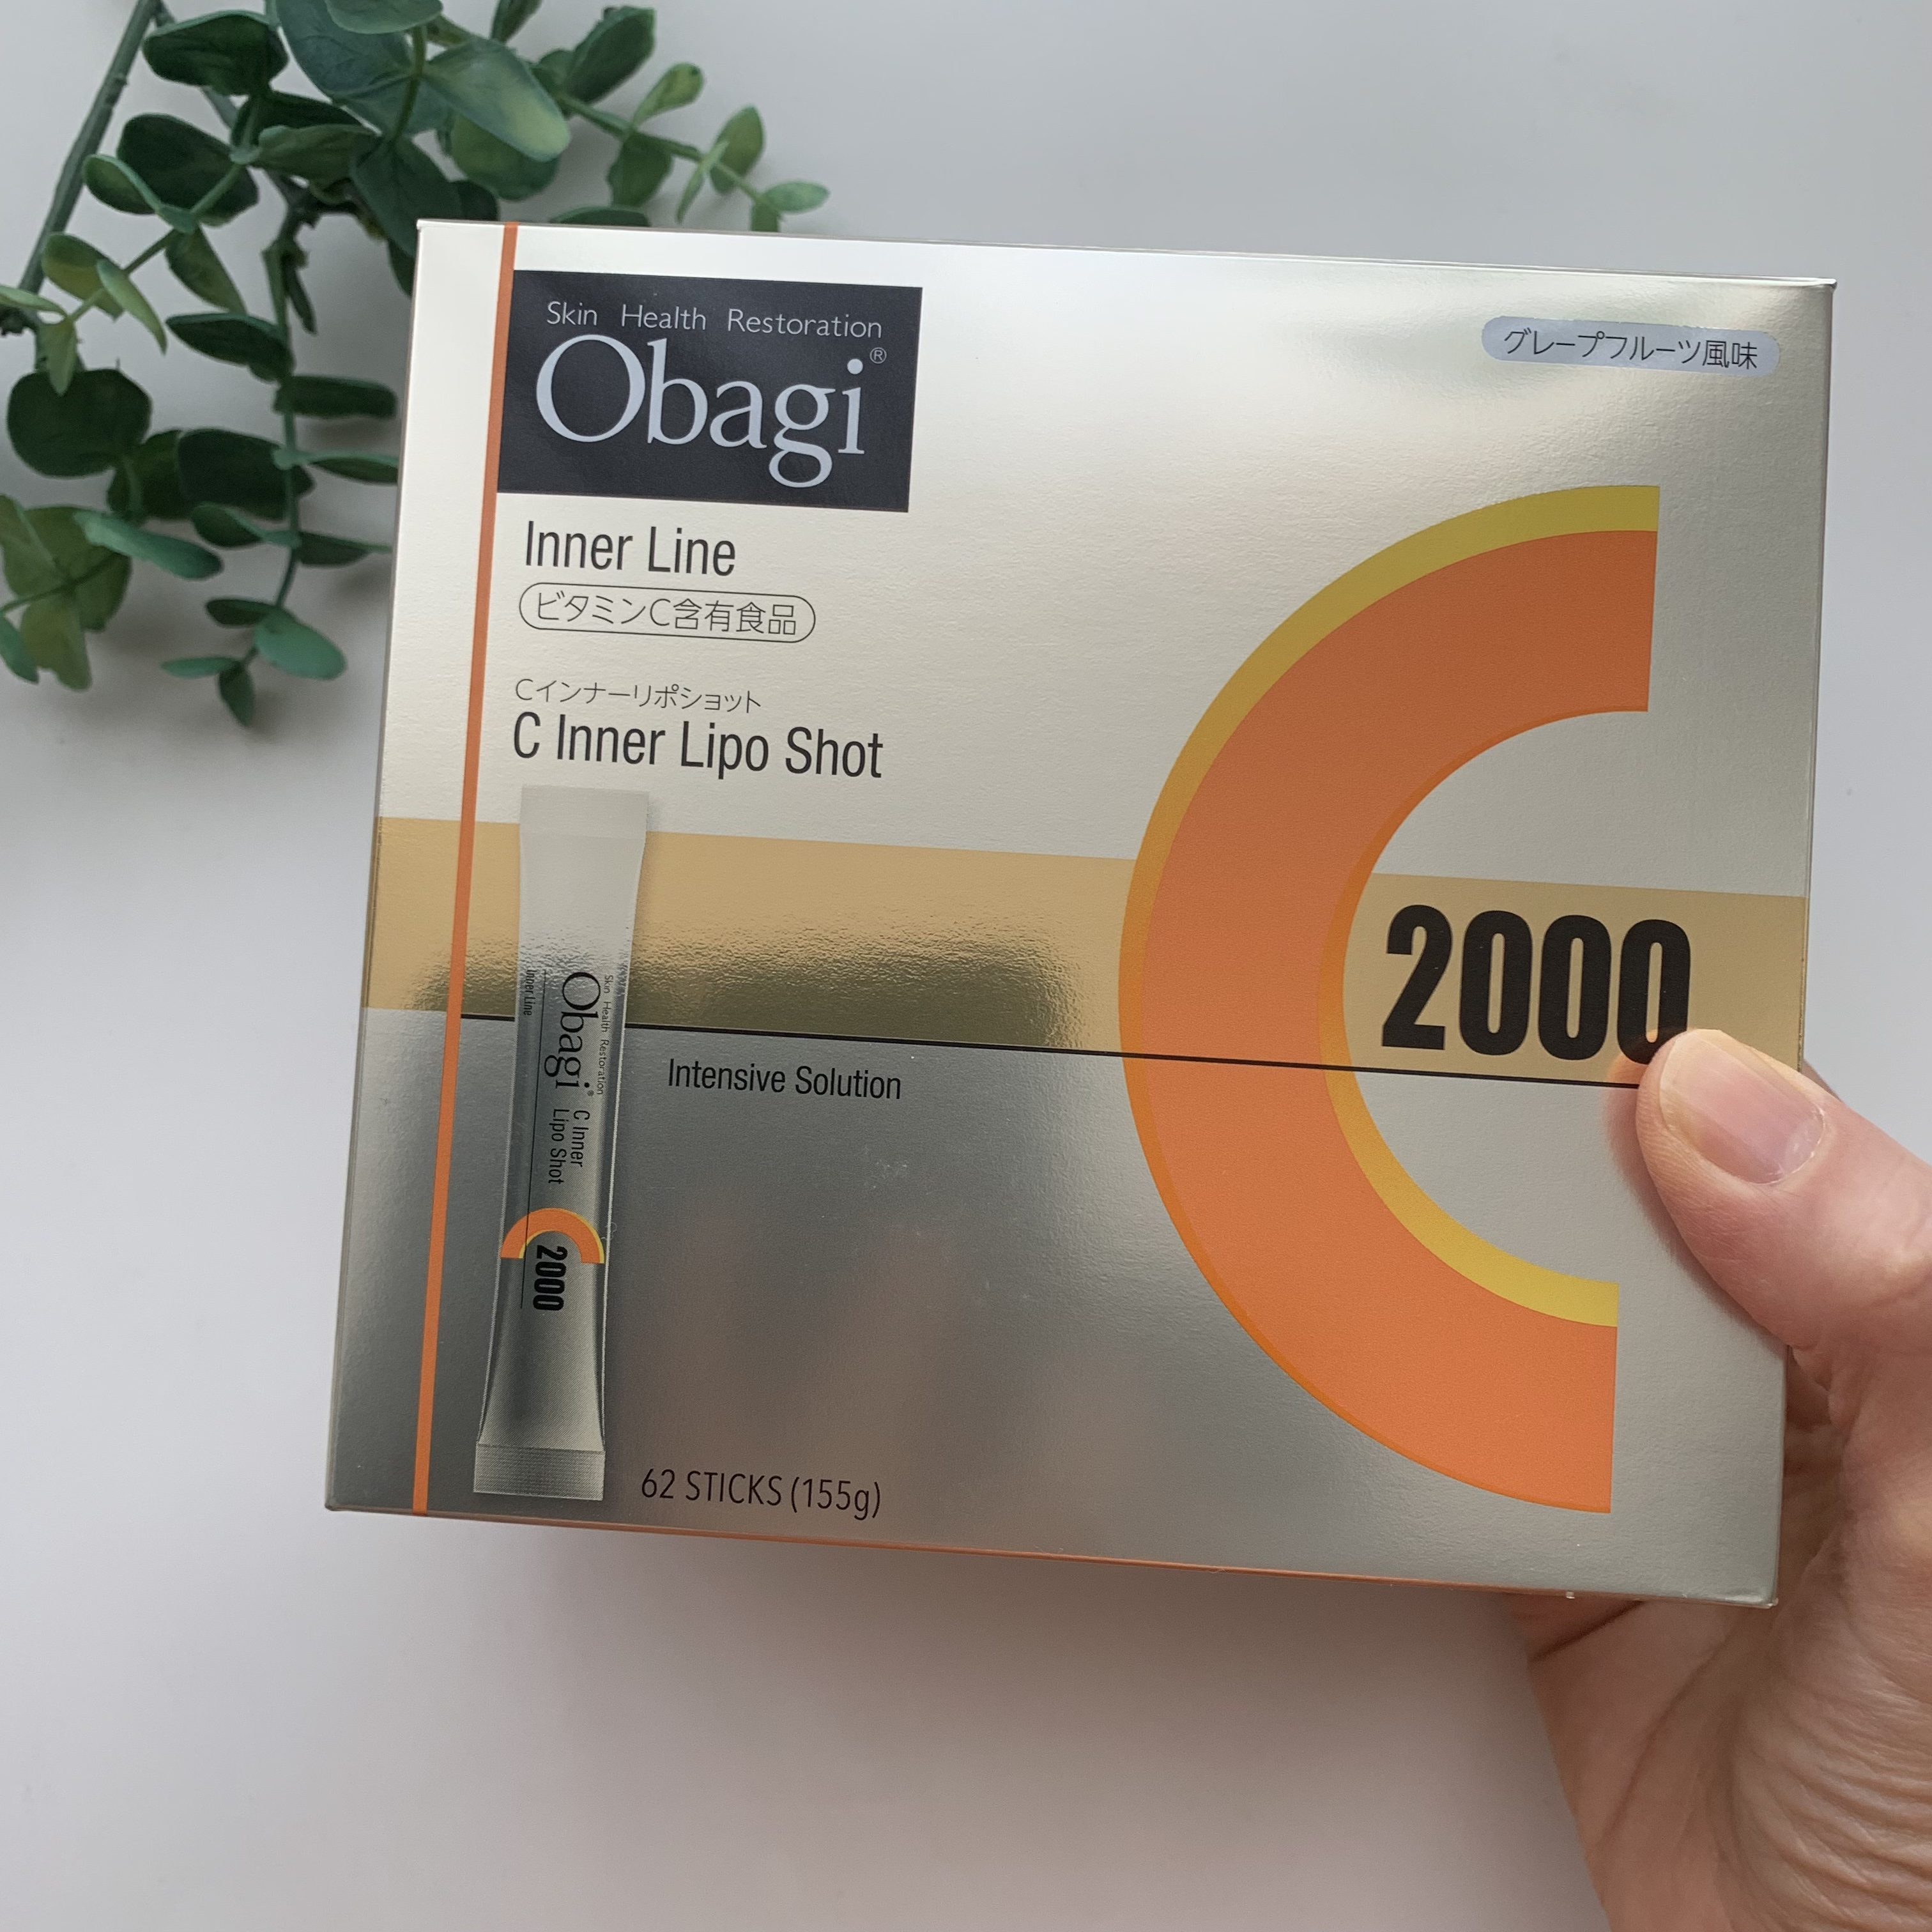 Skin Health Restoration
Obagi®
グレープフルーツ風味
Inner Line
ビタミンC含有食品
Cインナーリポショット
C Inner Lipo Shot
2000
Intensive Solution
Skin Health Restoration
Obagi®
Inner Line
C Inner
Lipo Shot
2000
62 STICKS (155g)